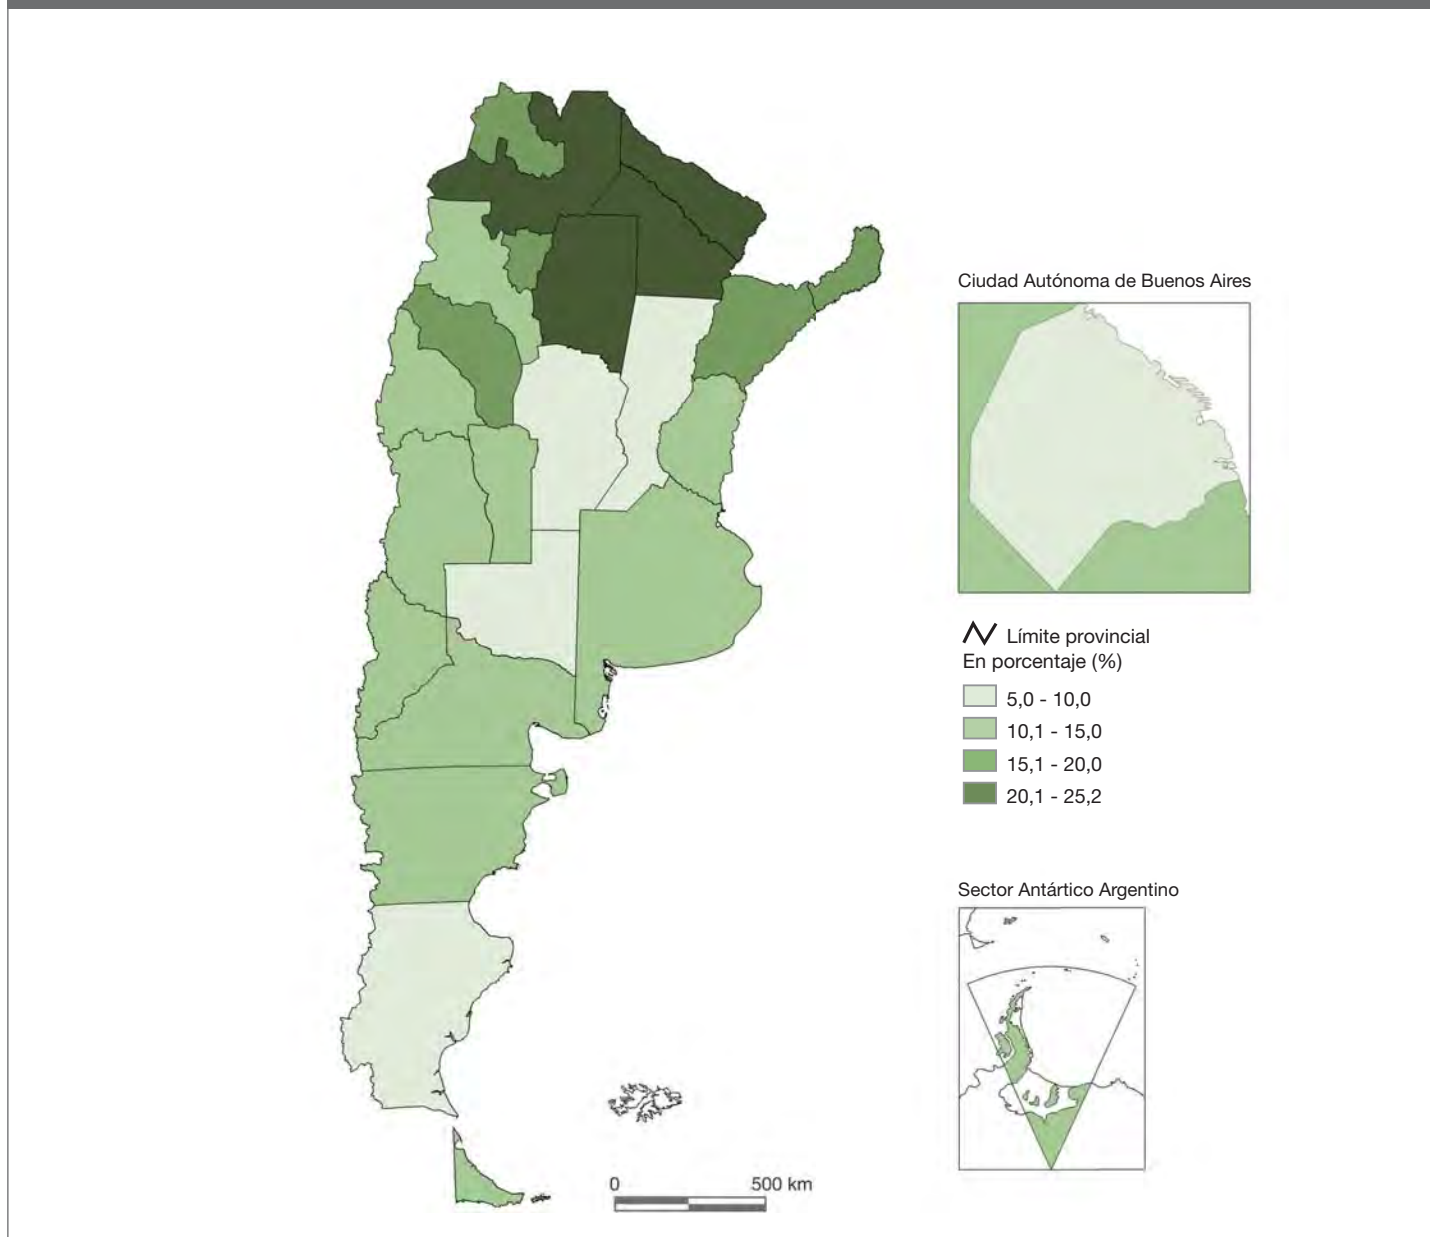 Ciudad Autónoma de Buenos Aires
Límite provincial
En porcentaje (%)
5,0 - 10,0
10,1 - 15,0
15,1 - 20,0
20,1 - 25,2
Sector Antártico Argentino
0 500 km